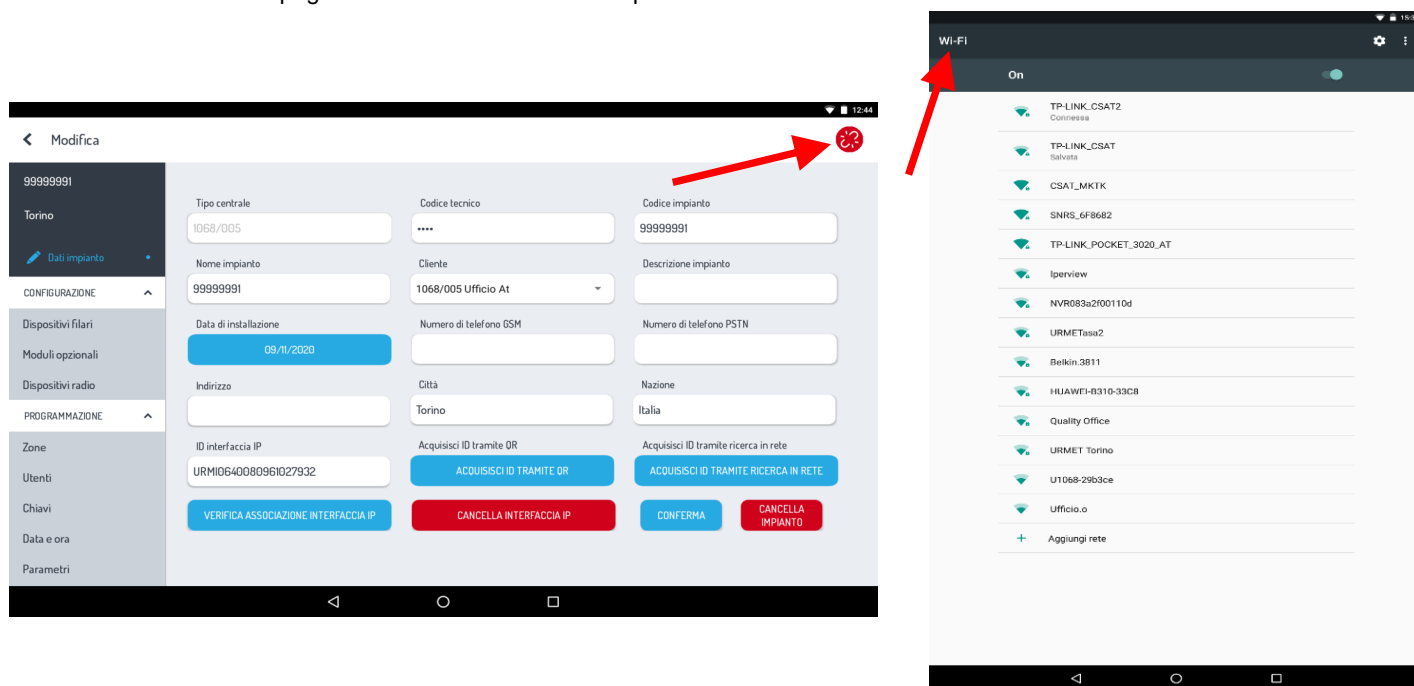 12:44
Modifica
99999991
Torino
Dati impianto
CONFIGURAZIONE
Dispositivi filari
Moduli opzionali
Dispositivi radio
PROGRAMMAZIONE
Zone
Utenti
Chiavi
Data e ora
Parametri
Tipo centrale Codice tecnico Codice impianto
1068/005 •••• 99999991
Nome impianto Cliente Descrizione impianto
99999991 1068/005 Ufficio At
Data di installazione Numero di telefono GSM Numero di telefono PSTN
09/11/2020
Indirizzo Città Nazione
Torino Italia
ID interfaccia IP Acquisisci ID tramite QR Acquisisci ID tramite ricerca in rete
URMI0640080961027932 ACQUISISCI ID TRAMITE QR ACQUISISCI ID TRAMITE RICERCA IN RETE
VERIFICA ASSOCIAZIONE INTERFACCIA IP CANCELLA INTERFACCIA IP CONFERMA CANCELLA
IMPIANTO
Wi-Fi
On
TP-LINK_CSAT2
Connessa
TP-LINK_CSAT
Salvata
CSAT_MKTK
SNRS_6F8682
TP-LINK_POCKET_3020_AT
Iperview
NVR083a2f00110d
URMETasa2
Belkin.3811
HUAWEI-B310-33C8
Quality Office
URMET Torino
U1068-29b3ce
Ufficio.o
Aggiungi rete